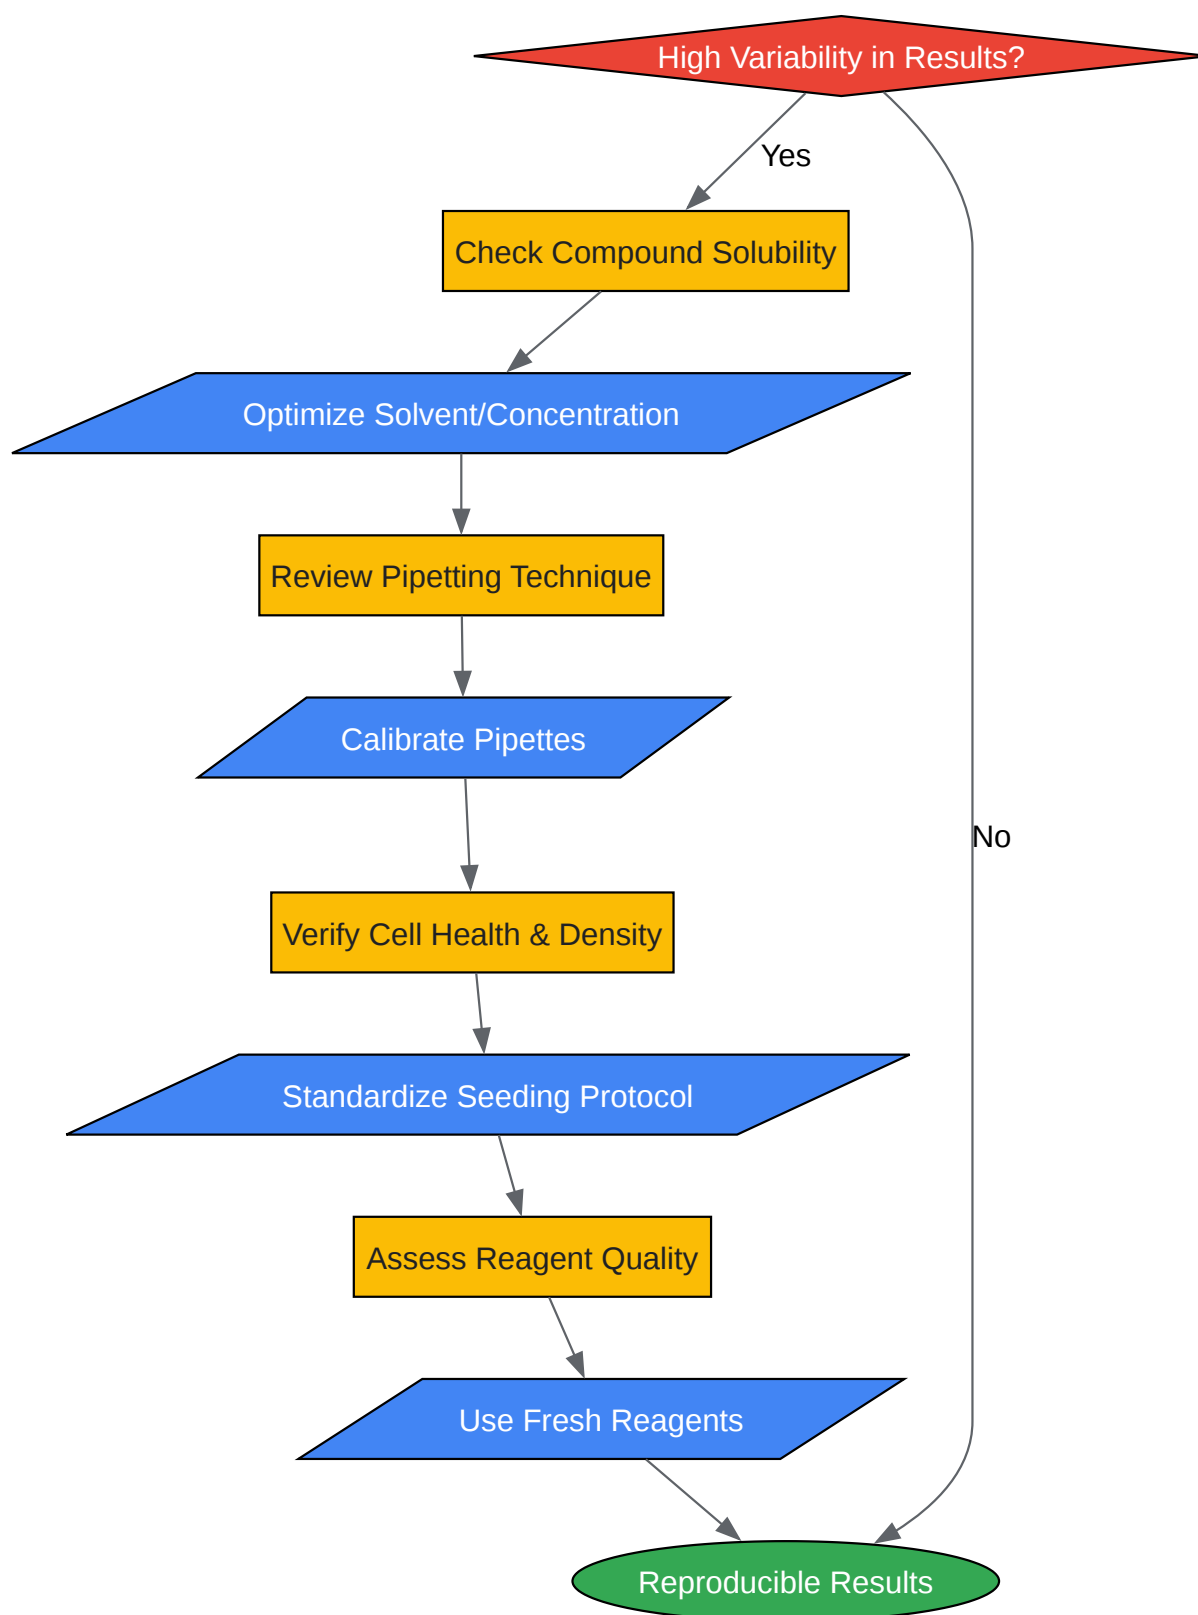 High Variability in Results?
Yes
Check Compound Solubility
Optimize Solvent/Concentration
Review Pipetting Technique
Calibrate Pipettes
No
Verify Cell Health & Density
Standardize Seeding Protocol
Assess Reagent Quality
Use Fresh Reagents
Reproducible Results